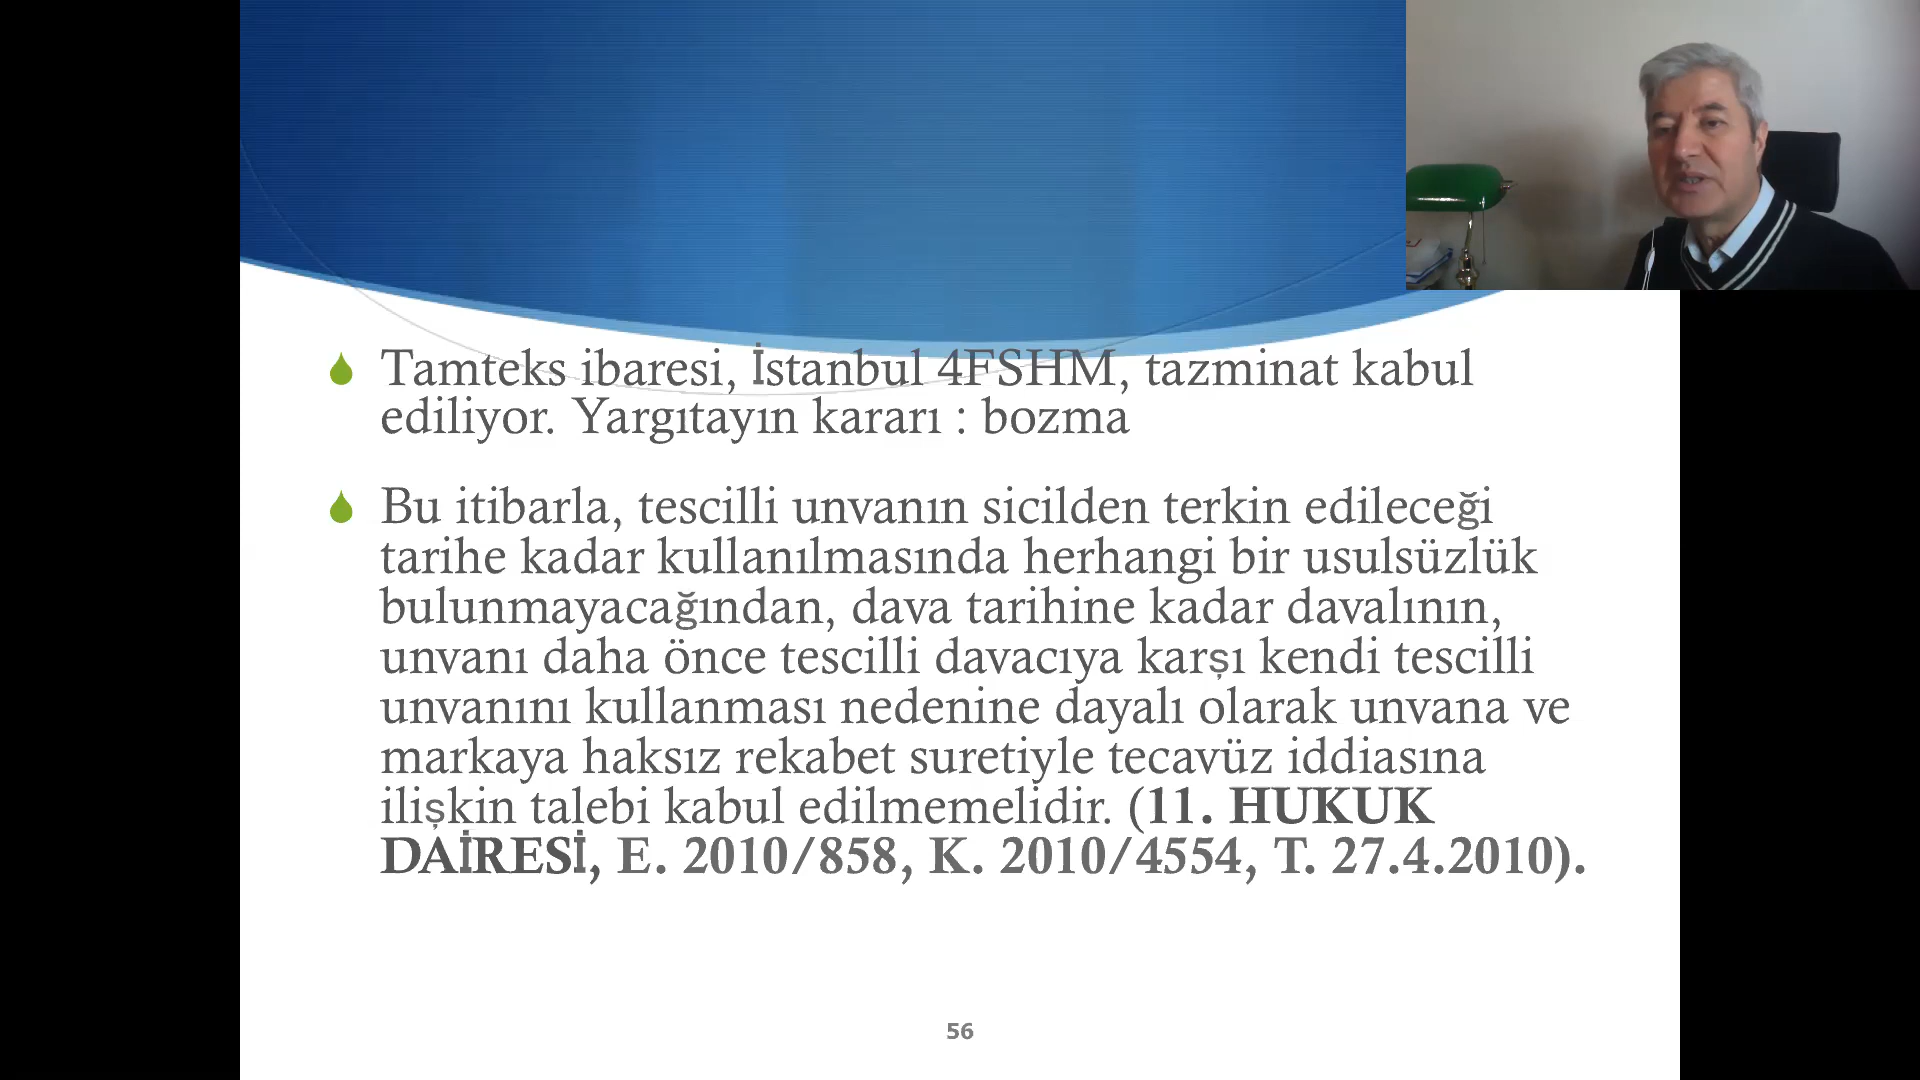 Tamteks ibaresi, İstanbul 4FSHM, tazminat kabul
ediliyor. Yargıtayın kararı : bozma
Bu itibarla, tescilli unvanın sicilden terkin edileceği
tarihe kadar kullanılmasında herhangi bir usulsüzlük
bulunmayacağından, dava tarihine kadar davalının,
unvanı daha önce tescilli davacıya karşı kendi tescilli
unvanını kullanması nedenine dayalı olarak unvana ve
markaya haksız rekabet suretiyle tecavüz iddiasına
ilişkin talebi kabul edilmemelidir. (11. HUKUK
DAİRESİ, E. 2010/858, K. 2010/4554, T. 27.4.2010).
56